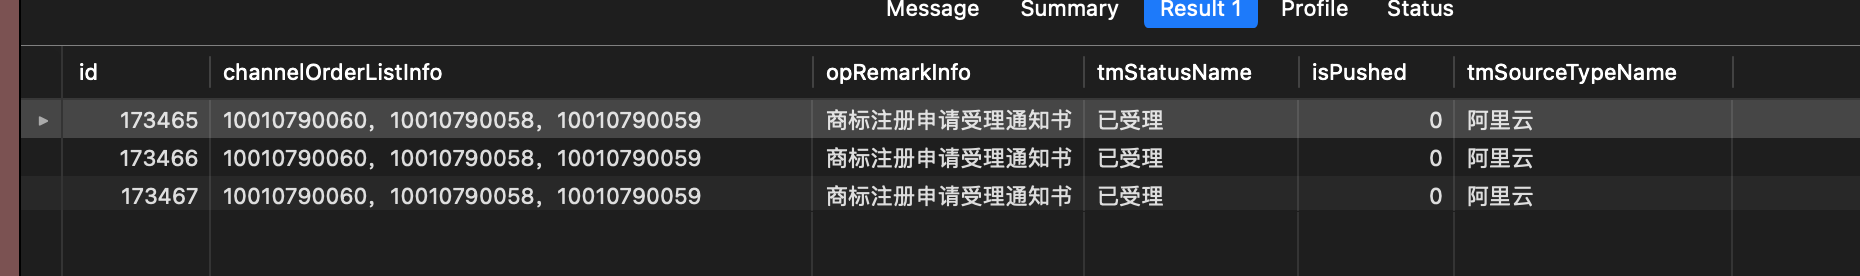 Message Summary Result 1 Profile Status
id channelOrderListInfo opRemarkInfo tmStatusName isPushed tmSourceTypeName
173465 10010790060，10010790058，10010790059 商标注册申请受理通知书 已受理 0 阿里云
173466 10010790060，10010790058，10010790059 商标注册申请受理通知书 已受理 0 阿里云
173467 10010790060，10010790058，10010790059 商标注册申请受理通知书 已受理 0 阿里云